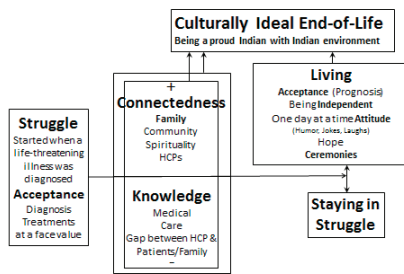 Culturally Ideal End-of-Life
Being a proud Indian with Indian environment
+
Connectedness
Family
Community
Spirituality
HCPs
Knowledge
Medical
Care
Gap between HCP &
Patients/Family
–
Struggle
Started when a
life-threatening
illness was
diagnosed
Acceptance
Diagnosis
Treatments
at a face value
Living
Acceptance (Prognosis)
Being Independent
One day at a time Attitude
(Humor, Jokes, Laughs)
Hope
Ceremonies
Staying in
Struggle